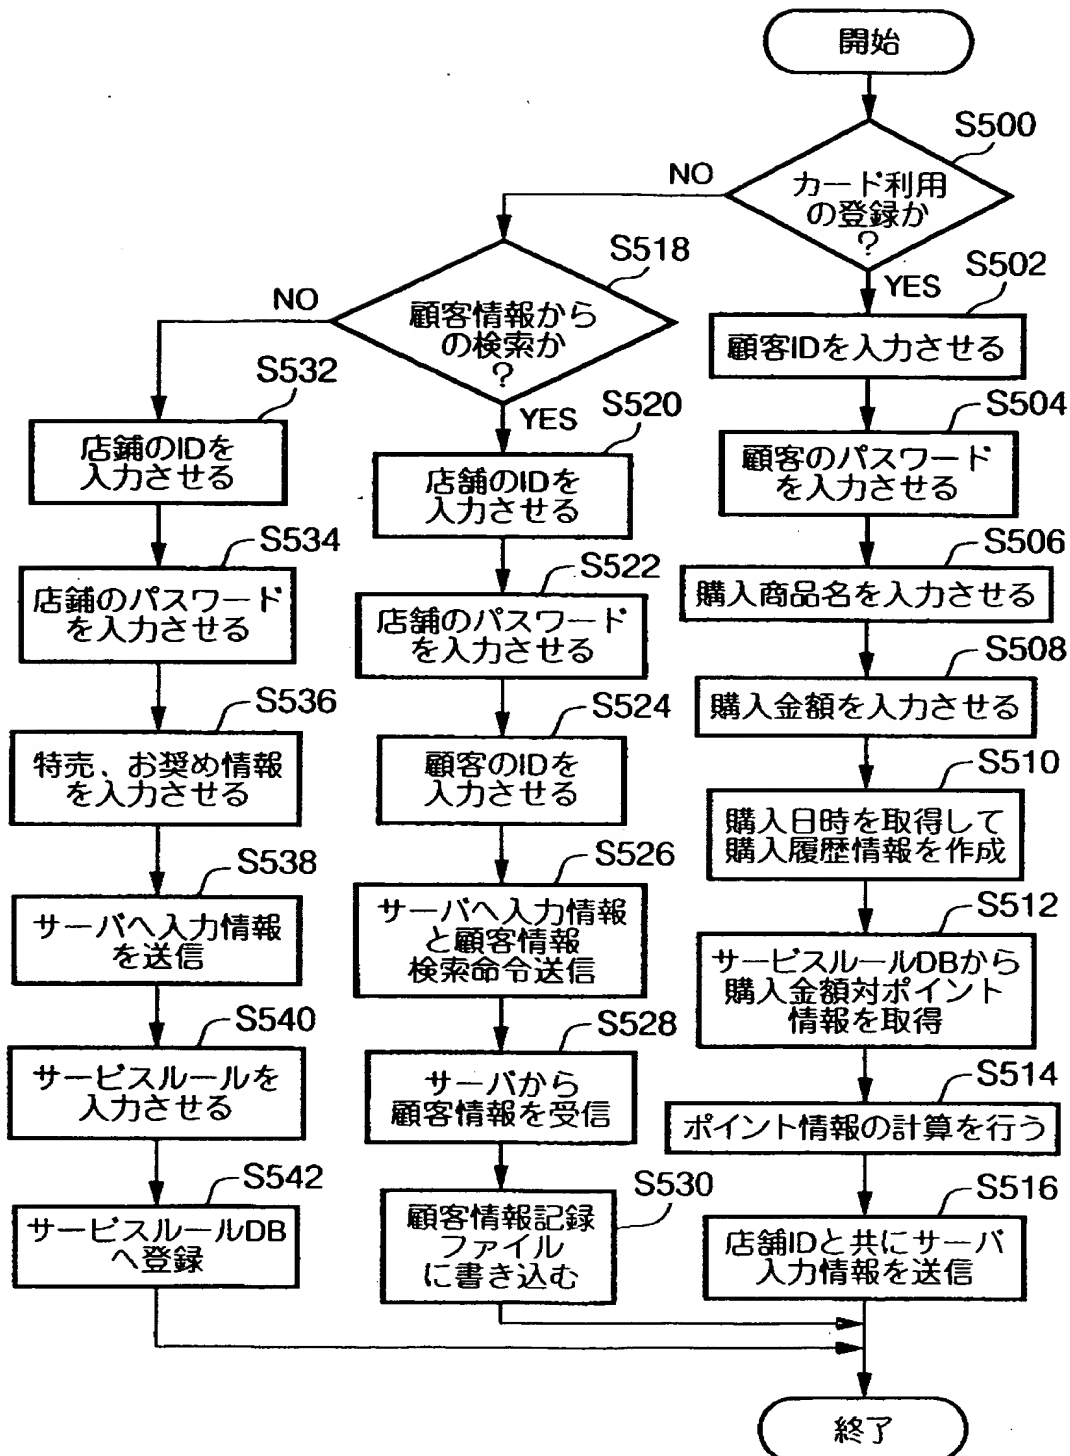 開始
S500
カード利用
の登録か
?
NO
YES
S518
顧客情報から
の検索か
?
NO
YES
S502
顧客IDを入力させる
S504
顧客のパスワード
を入力させる
S506
購入商品名を入力させる
S508
購入金額を入力させる
S510
購入日時を取得して
購入履歴情報を作成
S512
サービスルールDBから
購入金額対ポイント
情報を取得
S514
ポイント情報の計算を行う
S516
店舗IDと共にサーバ
入力情報を送信
S520
店舗のIDを
入力させる
S522
店舗のパスワード
を入力させる
S524
顧客のIDを
入力させる
S526
サーバへ入力情報
と顧客情報
検索命令送信
S528
サーバから
顧客情報を受信
S530
顧客情報記録
ファイル
に書き込む
S532
店鋪のIDを
入力させる
S534
店鋪のパスワード
を入力させる
S536
特売、お奨め情報
を入力させる
S538
サーバへ入力情報
を送信
S540
サービスルールを
入力させる
S542
サービスルールDB
へ登録
終了